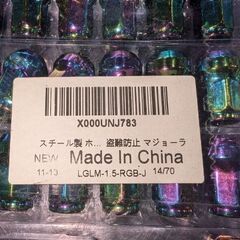 X000UNJ783
スチール製 ホ... 盗難防止 マジョーラ
NEW Made In China
11-13 LGLM-1.5-RGB-J 14/70